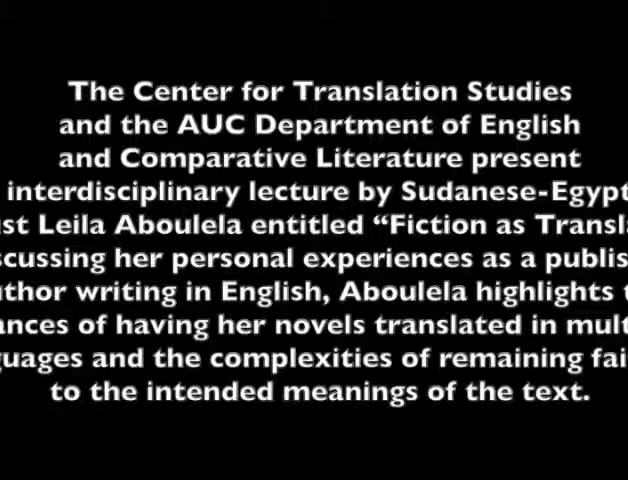 The Center for Translation Studies
and the AUC Department of English
and Comparative Literature present
interdisciplinary lecture by Sudanese-Egypt
st Leila Aboulela entitled “Fiction as Transla
scussing her personal experiences as a publis
thor writing in English, Aboulela highlights t
ances of having her novels translated in mult
guages and the complexities of remaining fai
to the intended meanings of the text.